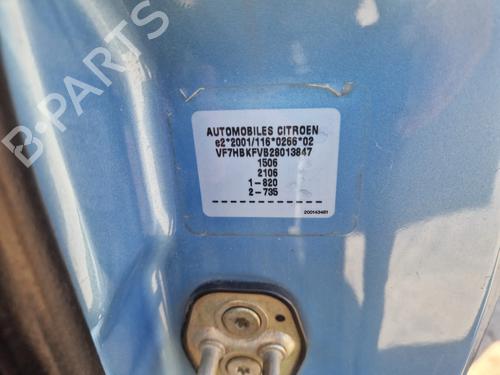 B-PARTS
AUTOMOBILES CITROEN
e2*2001/116*0266*02
VF7HBKFVB28013847
1506
2106
1-820
2-735
------------------
200143481